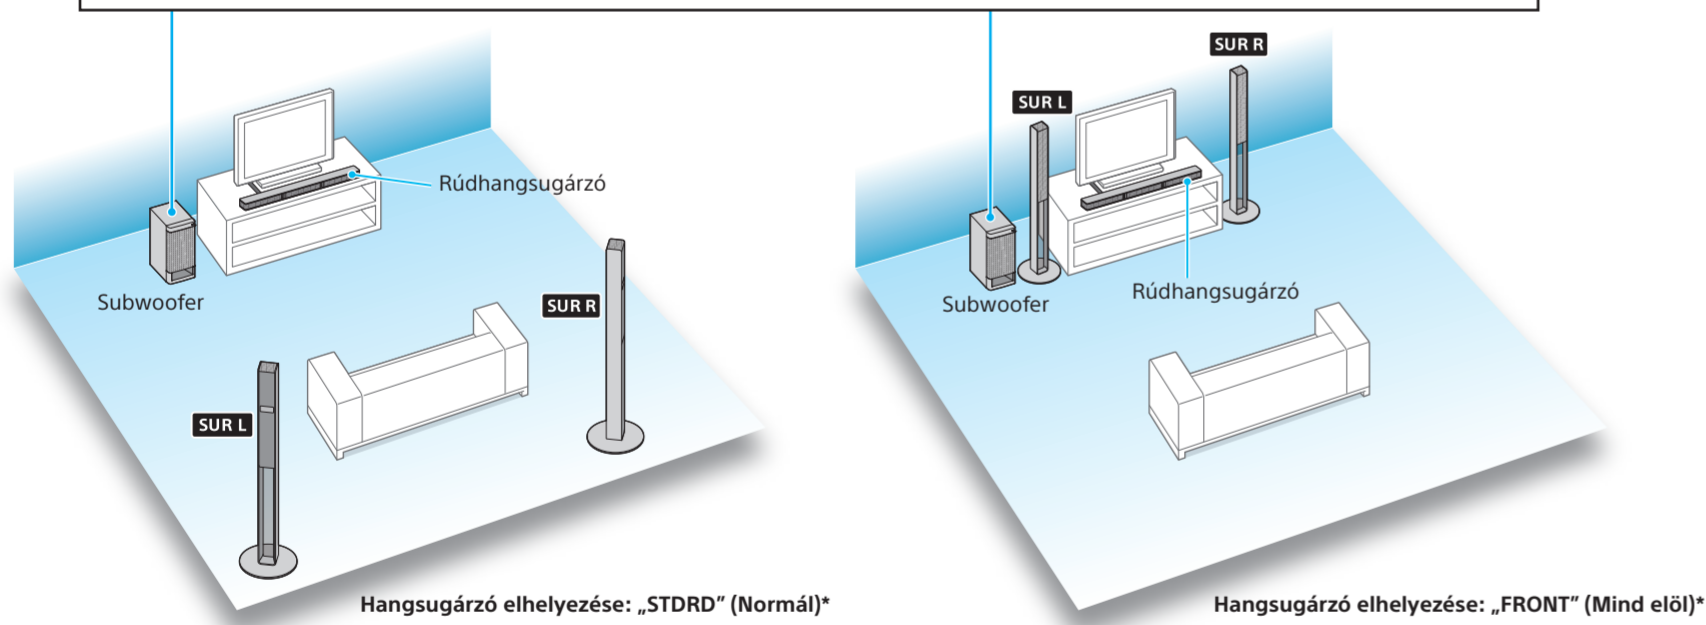 Rúdhangsugárzó
Subwoofer
SUR R
SUR L
Hangsugárzó elhelyezése: „STDRD” (Normál)*
SUR R
SUR L
Subwoofer
Rúdhangsugárzó
Hangsugárzó elhelyezése: „FRONT” (Mind elöl)*